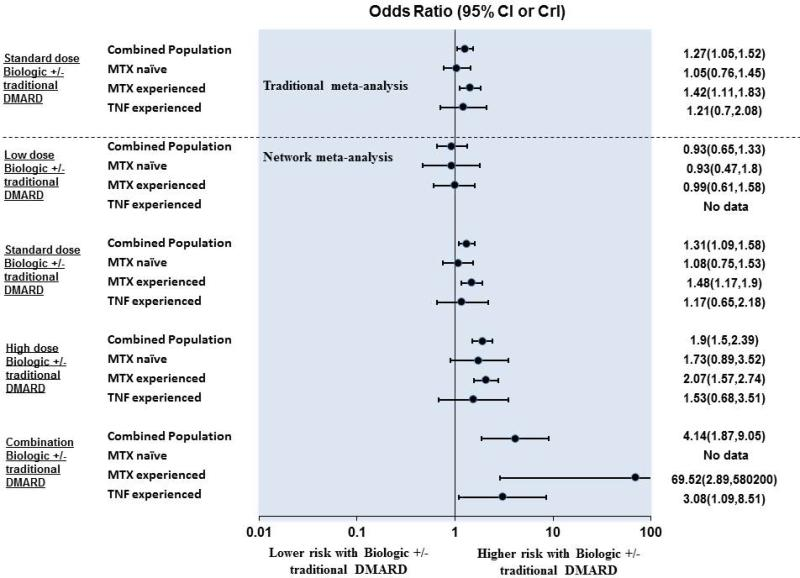 Odds Ratio (95% CI or CrI)
Standard dose
Biologic +/-
traditional
DMARD
Combined Population 1.27(1.05,1.52)
MTX naïve 1.05(0.76,1.45)
MTX experienced 1.42(1.11,1.83)
TNF experienced 1.21(0.7,2.08)
Traditional meta-analysis
Network meta-analysis
Low dose
Biologic +/-
traditional
DMARD
Combined Population 0.93(0.65,1.33)
MTX naïve 0.93(0.47,1.8)
MTX experienced 0.99(0.61,1.58)
TNF experienced No data
Standard dose
Biologic +/-
traditional
DMARD
Combined Population 1.31(1.09,1.58)
MTX naïve 1.08(0.75,1.53)
MTX experienced 1.48(1.17,1.9)
TNF experienced 1.17(0.65,2.18)
High dose
Biologic +/-
traditional
DMARD
Combined Population 1.9(1.5,2.39)
MTX naïve 1.73(0.89,3.52)
MTX experienced 2.07(1.57,2.74)
TNF experienced 1.53(0.68,3.51)
Combination
Biologic +/-
traditional
DMARD
Combined Population 4.14(1.87,9.05)
MTX naïve No data
MTX experienced 69.52(2.89,580200)
TNF experienced 3.08(1.09,8.51)
0.01 0.1 1 10 100
Lower risk with Biologic +/-
traditional DMARD
Higher risk with Biologic +/-
traditional DMARD